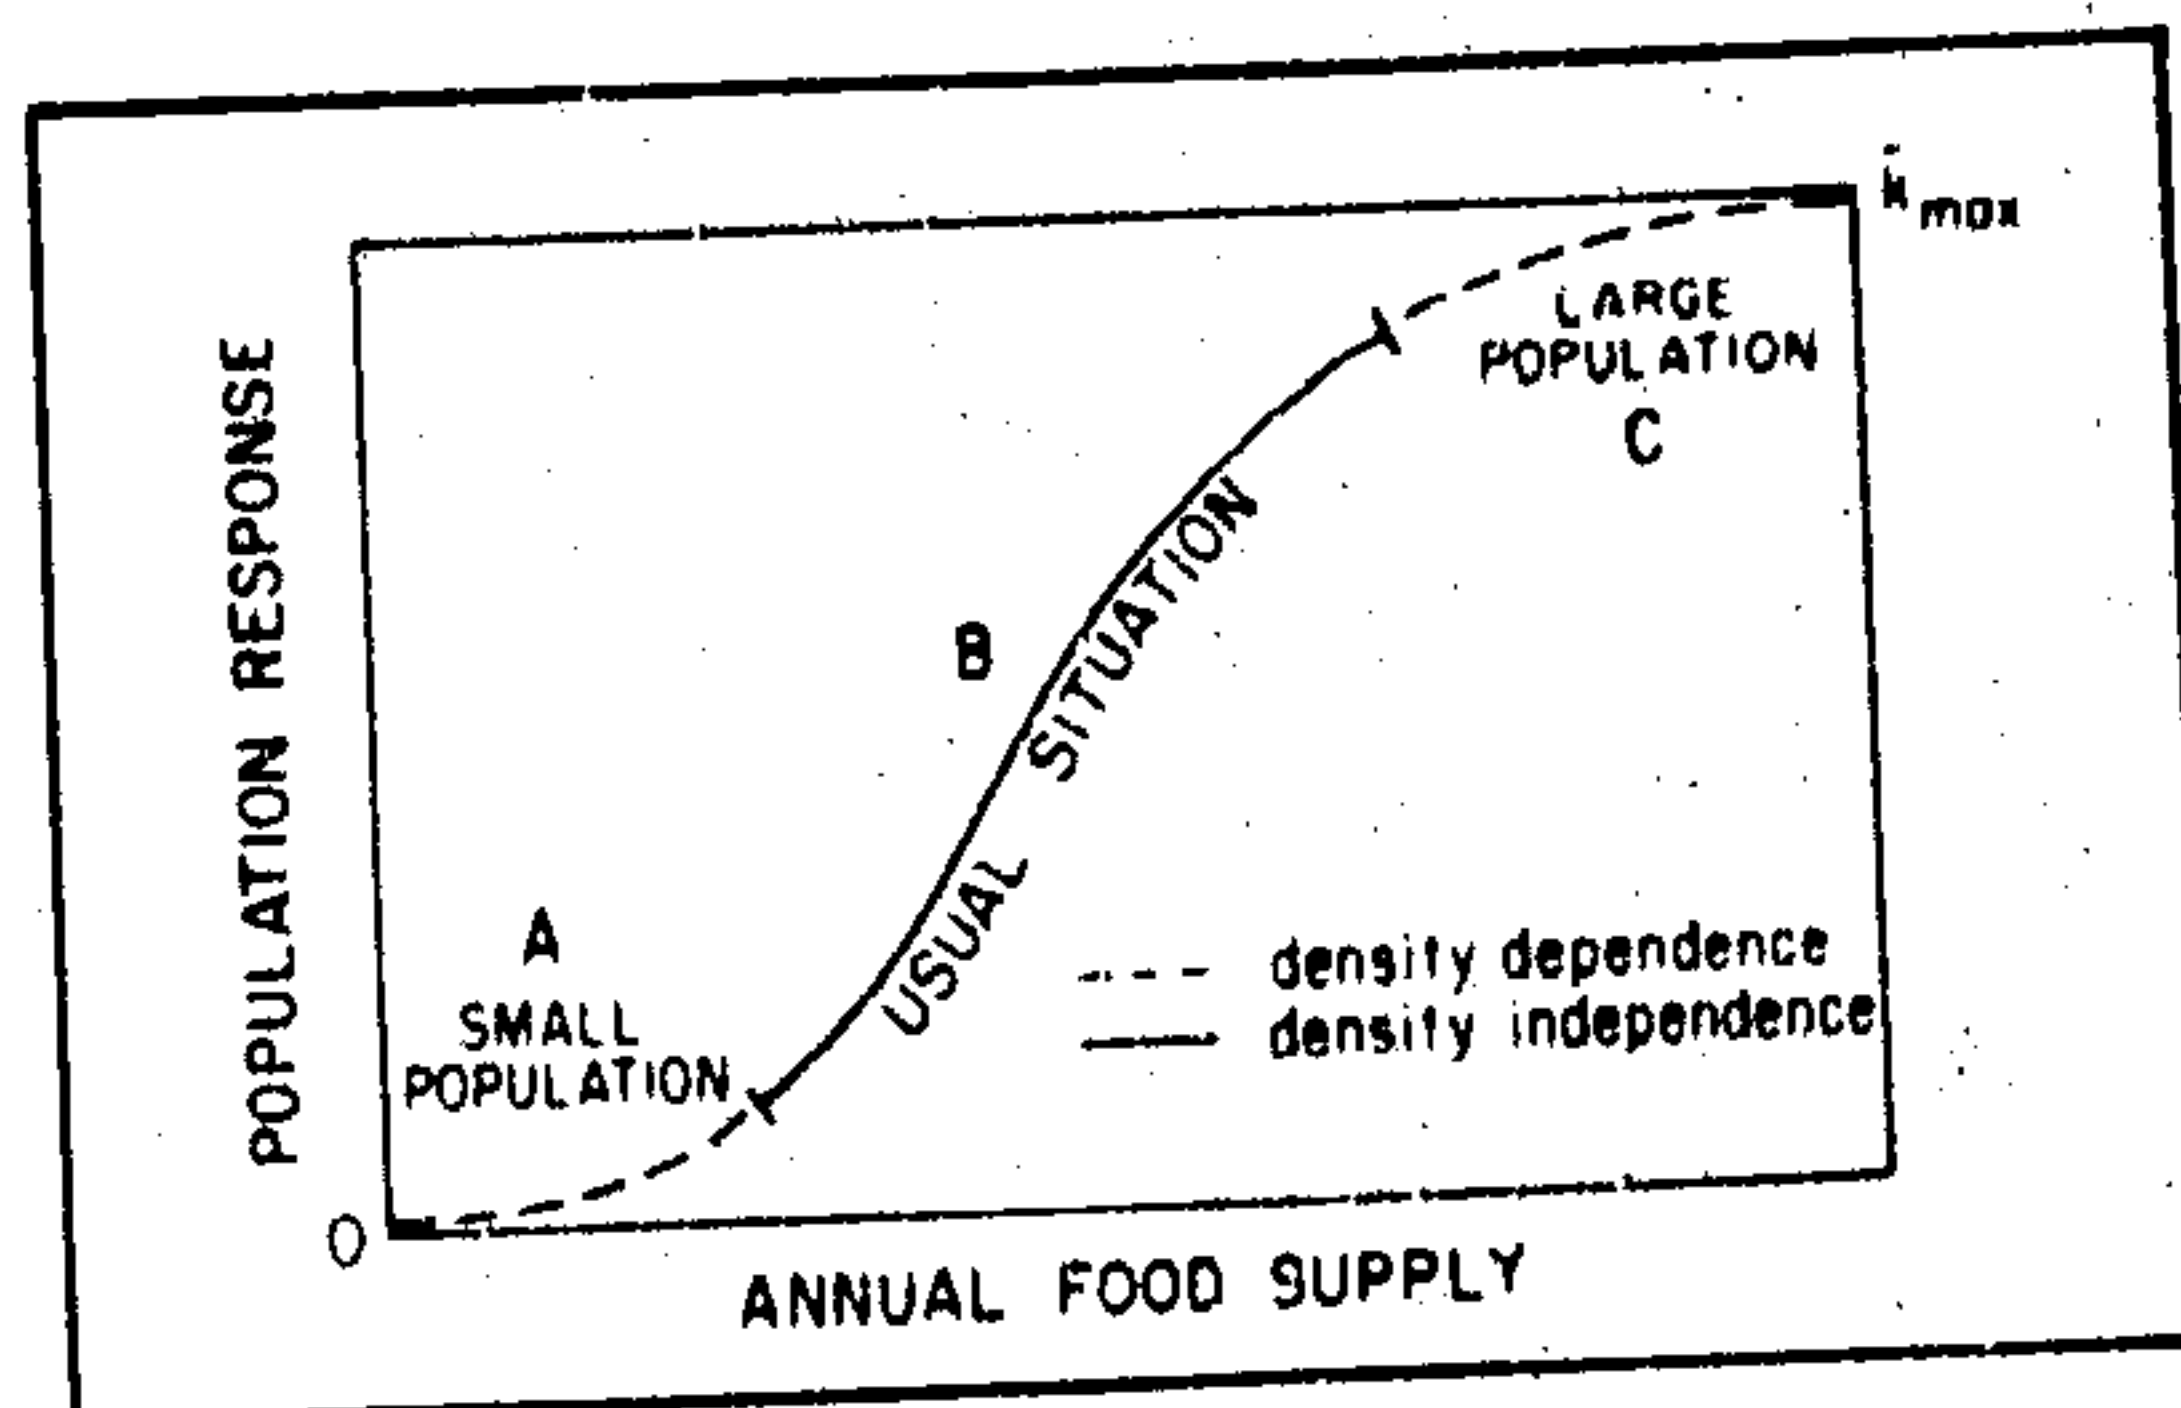 max
LARGE
POPULATION
C
POPULATION RESPONSE
B
USUAL SITUATION
A
SMALL
POPULATION
density dependence
density independence
0
ANNUAL FOOD SUPPLY